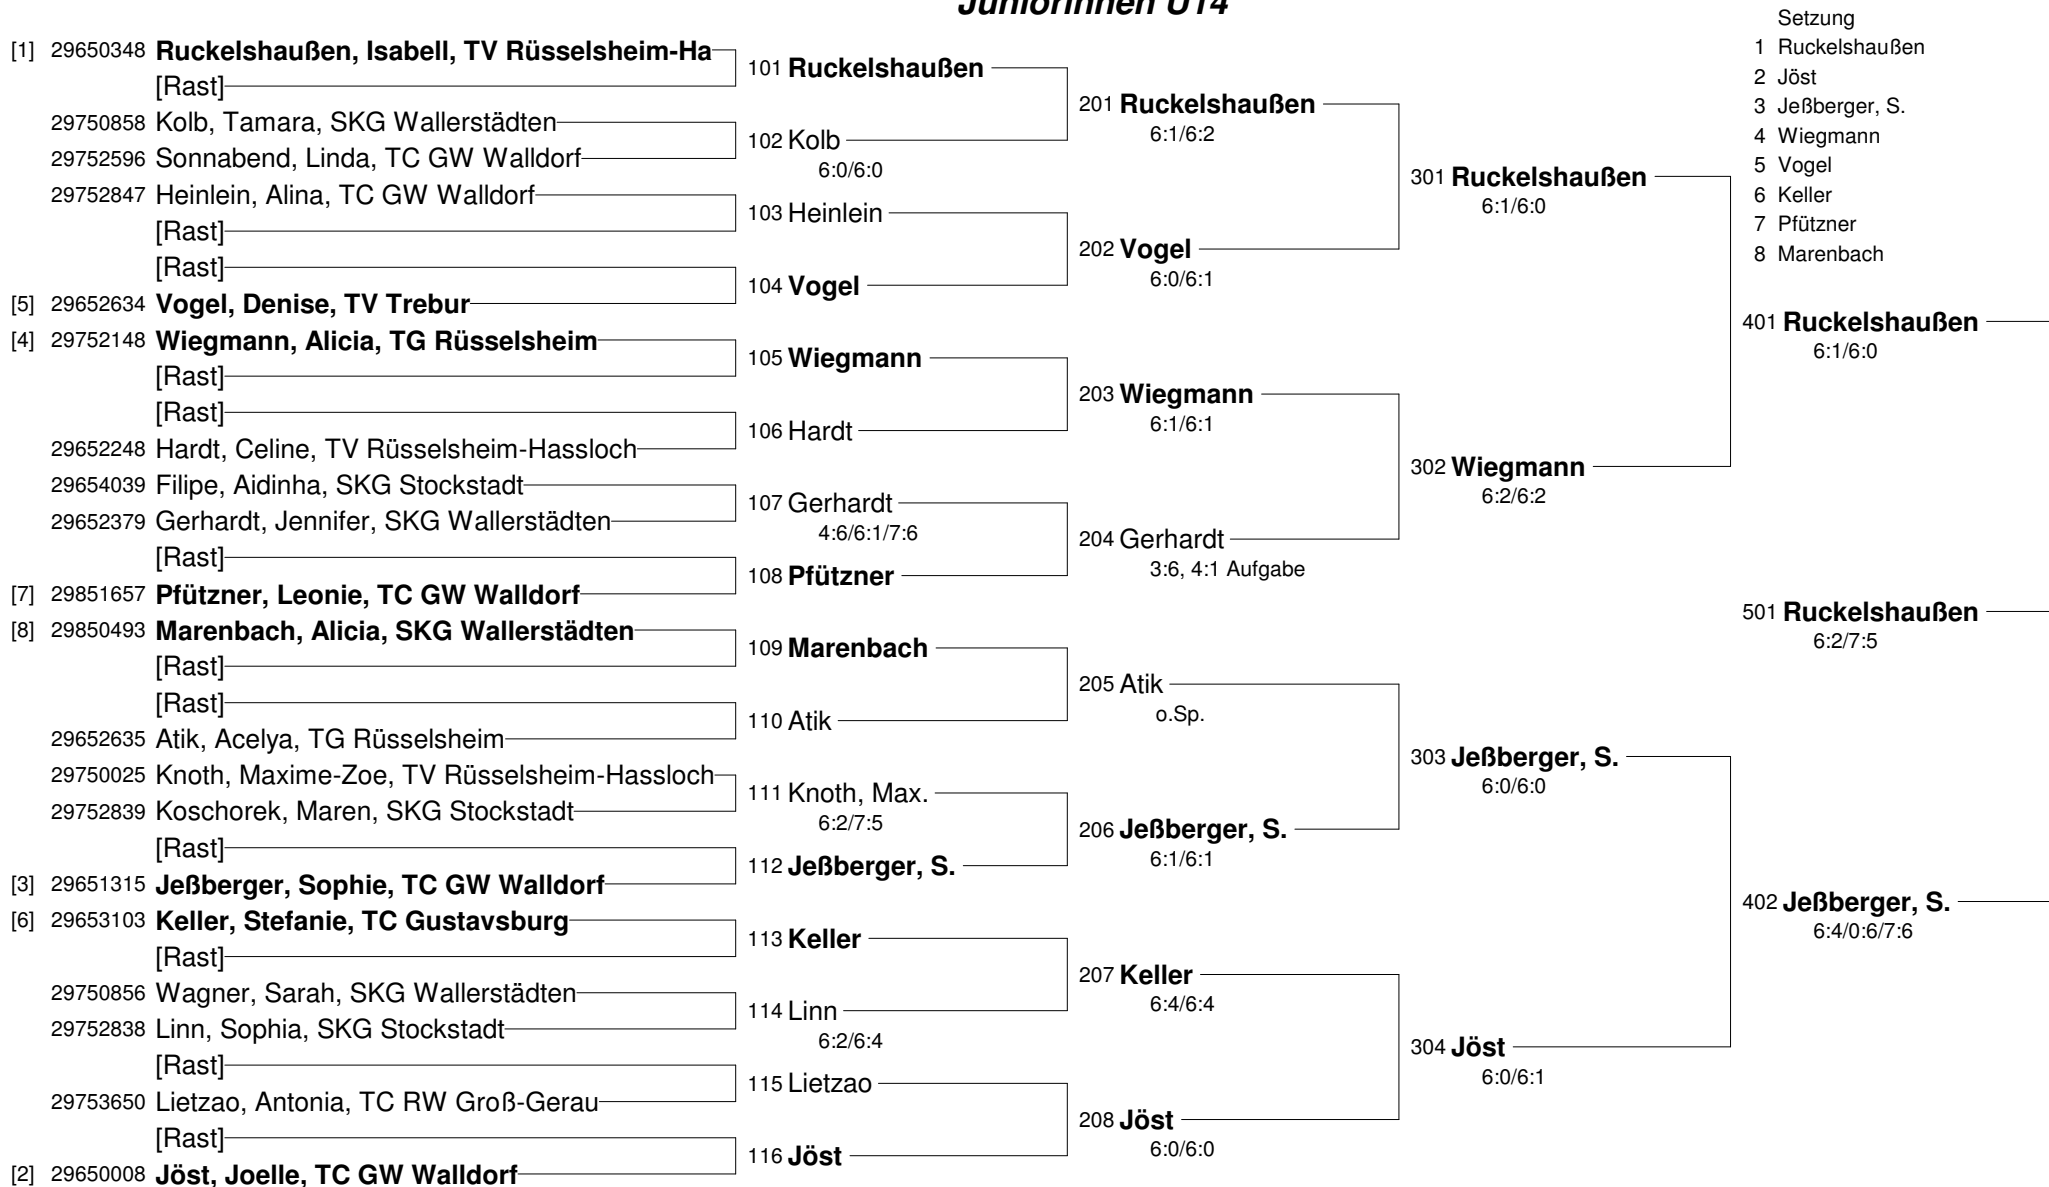 Juniorinnen U14
Setzung
1 Ruckelshaußen
2 Jöst
3 Jeßberger, S.
4 Wiegmann
5 Vogel
6 Keller
7 Pfützner
8 Marenbach
[1] 29650348 Ruckelshaußen, Isabell, TV Rüsselsheim-Ha
[Rast]
29750858 Kolb, Tamara, SKG Wallerstädten
29752596 Sonnabend, Linda, TC GW Walldorf
29752847 Heinlein, Alina, TC GW Walldorf
[Rast]
[Rast]
[5] 29652634 Vogel, Denise, TV Trebur
[4] 29752148 Wiegmann, Alicia, TG Rüsselsheim
[Rast]
[Rast]
29652248 Hardt, Celine, TV Rüsselsheim-Hassloch
29654039 Filipe, Aidinha, SKG Stockstadt
29652379 Gerhardt, Jennifer, SKG Wallerstädten
[Rast]
[7] 29851657 Pfützner, Leonie, TC GW Walldorf
[8] 29850493 Marenbach, Alicia, SKG Wallerstädten
[Rast]
[Rast]
29652635 Atik, Acelya, TG Rüsselsheim
29750025 Knoth, Maxime-Zoe, TV Rüsselsheim-Hassloch
29752839 Koschorek, Maren, SKG Stockstadt
[Rast]
[3] 29651315 Jeßberger, Sophie, TC GW Walldorf
[6] 29653103 Keller, Stefanie, TC Gustavsburg
[Rast]
29750856 Wagner, Sarah, SKG Wallerstädten
29752838 Linn, Sophia, SKG Stockstadt
[Rast]
29753650 Lietzao, Antonia, TC RW Groß-Gerau
[Rast]
[2] 29650008 Jöst, Joelle, TC GW Walldorf
101 Ruckelshaußen
102 Kolb
6:0/6:0
103 Heinlein
104 Vogel
105 Wiegmann
106 Hardt
107 Gerhardt
4:6/6:1/7:6
108 Pfützner
109 Marenbach
110 Atik
111 Knoth, Max.
6:2/7:5
112 Jeßberger, S.
113 Keller
114 Linn
6:2/6:4
115 Lietzao
116 Jöst
201 Ruckelshaußen
6:1/6:2
202 Vogel
6:0/6:1
203 Wiegmann
6:1/6:1
204 Gerhardt
3:6, 4:1 Aufgabe
205 Atik
o.Sp.
206 Jeßberger, S.
6:1/6:1
207 Keller
6:4/6:4
208 Jöst
6:0/6:0
301 Ruckelshaußen
6:1/6:0
302 Wiegmann
6:2/6:2
303 Jeßberger, S.
6:0/6:0
304 Jöst
6:0/6:1
401 Ruckelshaußen
6:1/6:0
501 Ruckelshaußen
6:2/7:5
402 Jeßberger, S.
6:4/0:6/7:6